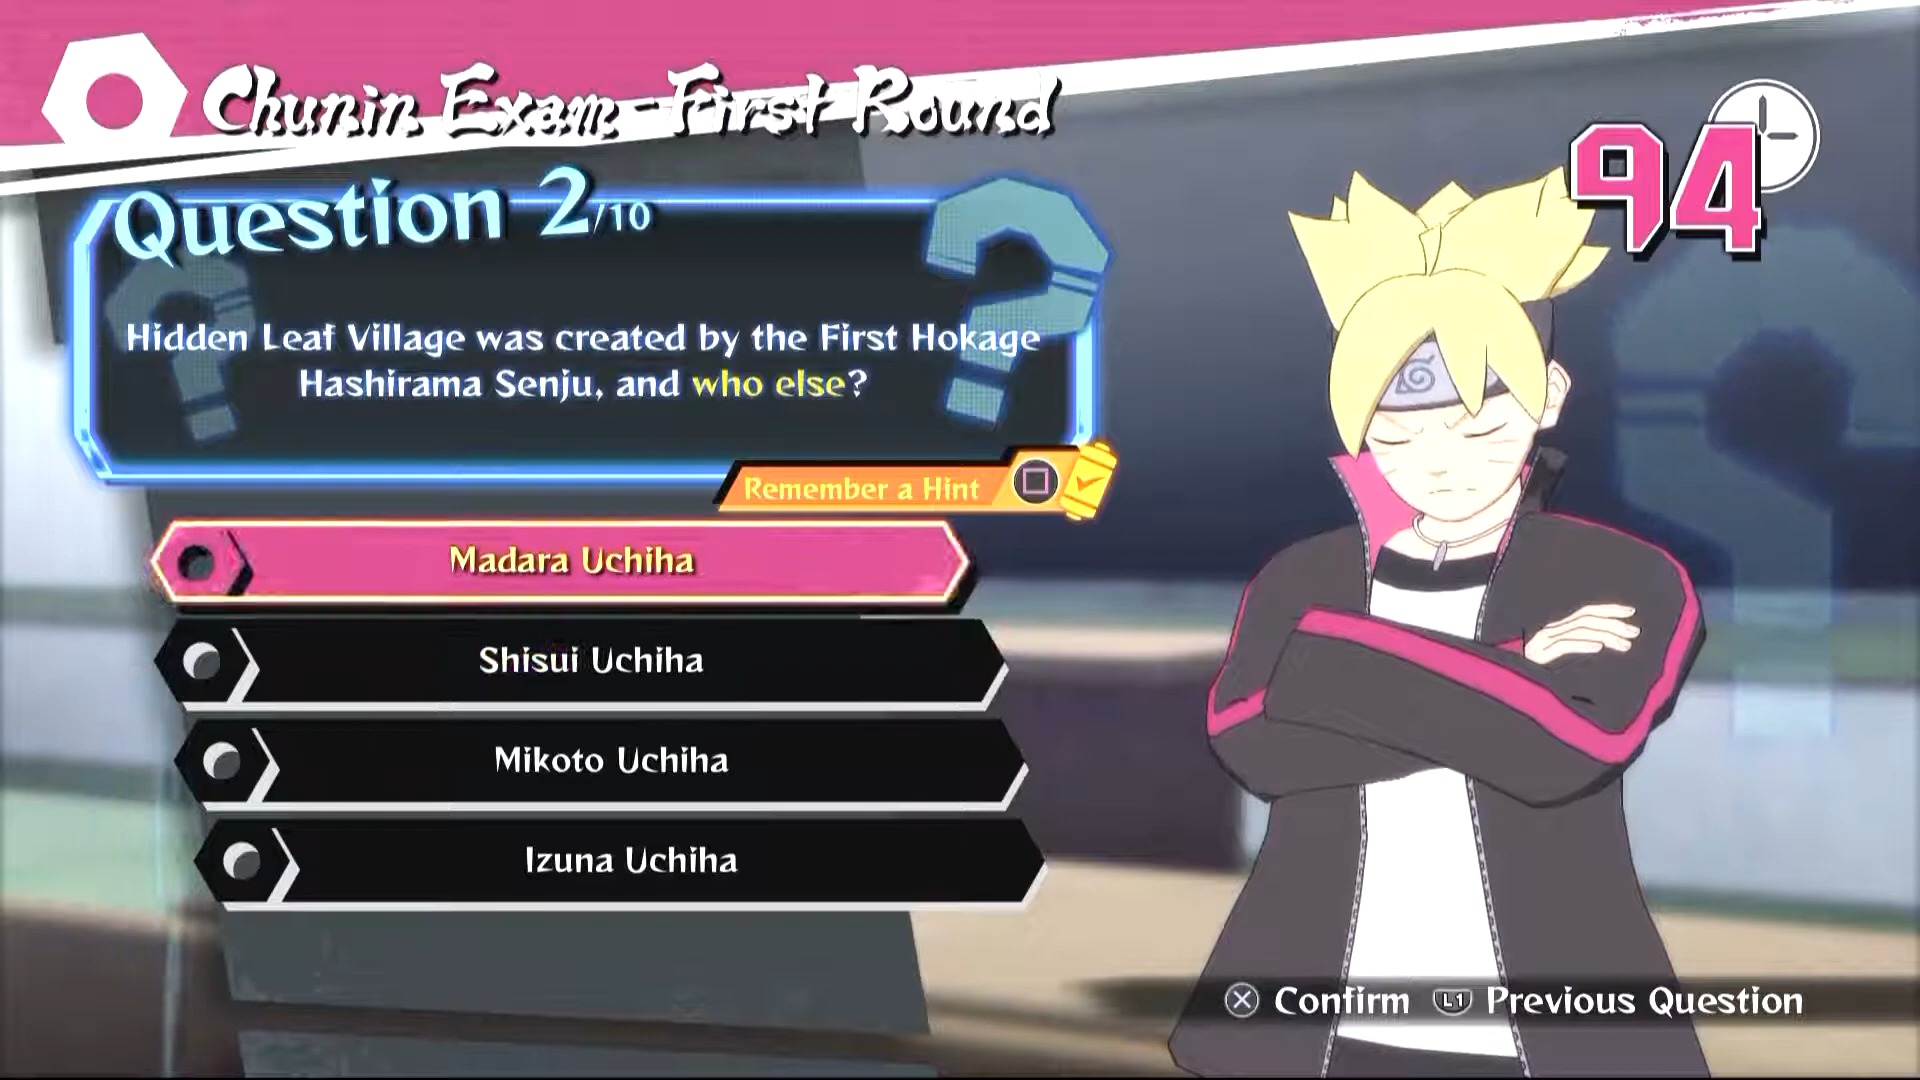 Chunin Exam - First Round
94
Question 2/10
Hidden Leaf Village was created by the First Hokage
Hashirama Senju, and who else?
Remember a Hint
Madara Uchiha
Shisui Uchiha
Mikoto Uchiha
Izuna Uchiha
Confirm L1 Previous Question